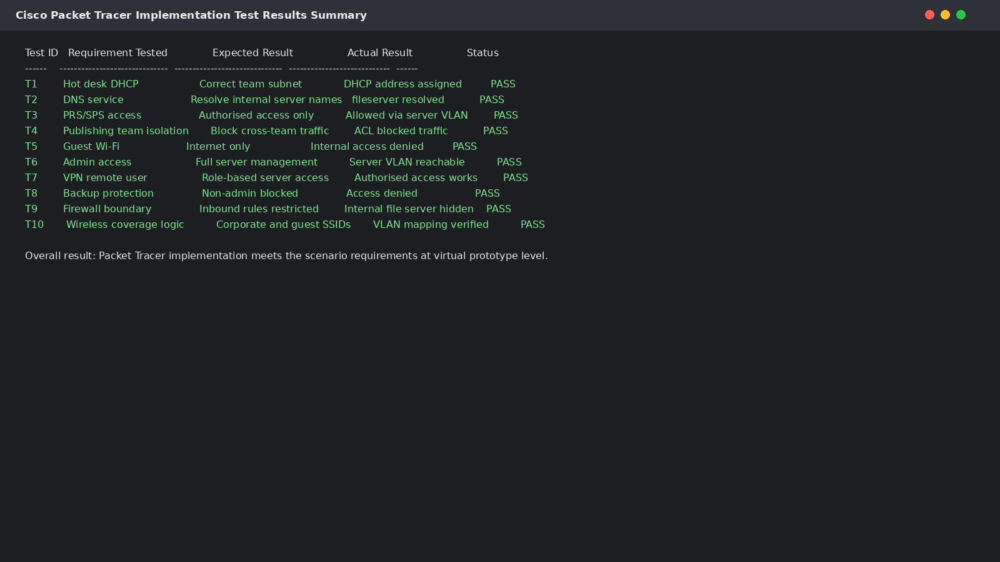 Cisco Packet Tracer Implementation Test Results Summary
Test ID Requirement Tested Expected Result Actual Result Status
------ ------------------------------ ------------------------------ ---------------------------- ------
T1 Hot desk DHCP Correct team subnet DHCP address assigned PASS
T2 DNS service Resolve internal server names fileserver resolved PASS
T3 PRS/SPS access Authorised access only Allowed via server VLAN PASS
T4 Publishing team isolation Block cross-team traffic ACL blocked traffic PASS
T5 Guest Wi-Fi Internet only Internal access denied PASS
T6 Admin access Full server management Server VLAN reachable PASS
T7 VPN remote user Role-based server access Authorised access works PASS
T8 Backup protection Non-admin blocked Access denied PASS
T9 Firewall boundary Inbound rules restricted Internal file server hidden PASS
T10 Wireless coverage logic Corporate and guest SSIDs VLAN mapping verified PASS
Overall result: Packet Tracer implementation meets the scenario requirements at virtual prototype level.